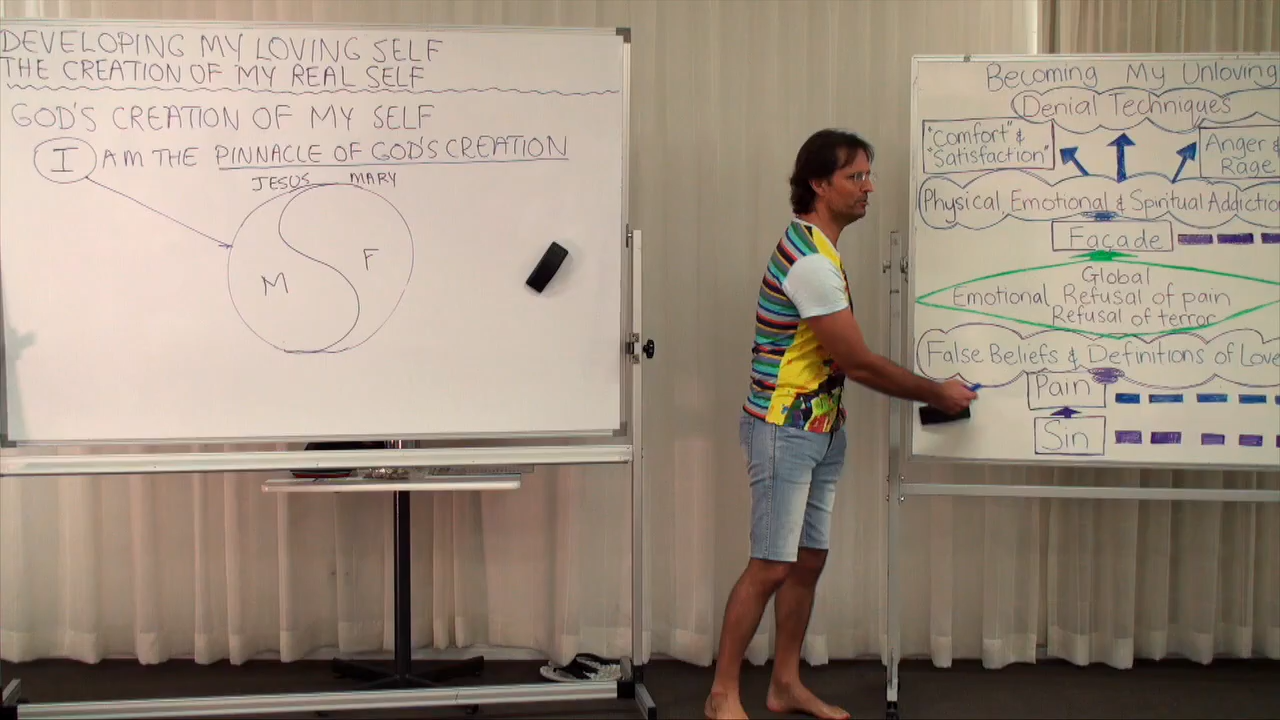 DEVELOPING MY LOVING SELF
THE CREATION OF MY REAL SELF
GOD'S CREATION OF MY SELF
I AM THE PINNACLE OF GOD'S CREATION
JESUS MARY
M F
Becoming My Unloving
Denial Techniques
"Comfort" &
"Satisfaction"
Anger &
Rage
Physical, Emotional & Spiritual Addictio
Façade
Global
Emotional Refusal of pain
Refusal of terror
False Beliefs & Definitions of Love
Pain
Sin